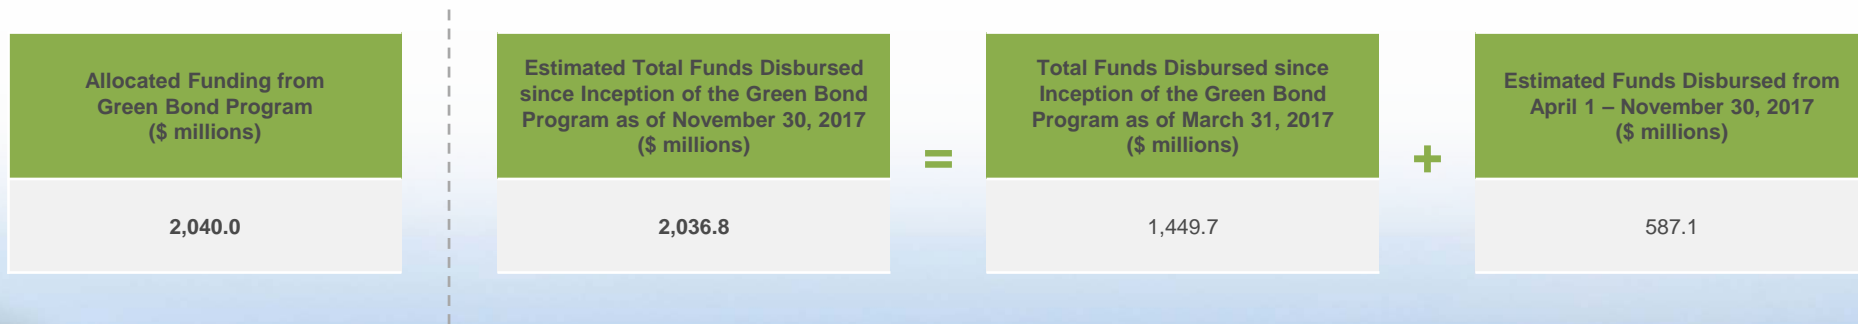 Allocated Funding from
Green Bond Program
($ millions)
2,040.0
Estimated Total Funds Disbursed
since Inception of the Green Bond
Program as of November 30, 2017
($ millions)
2,036.8
=
Total Funds Disbursed since
Inception of the Green Bond
Program as of March 31, 2017
($ millions)
1,449.7
+
Estimated Funds Disbursed from
April 1 – November 30, 2017
($ millions)
587.1